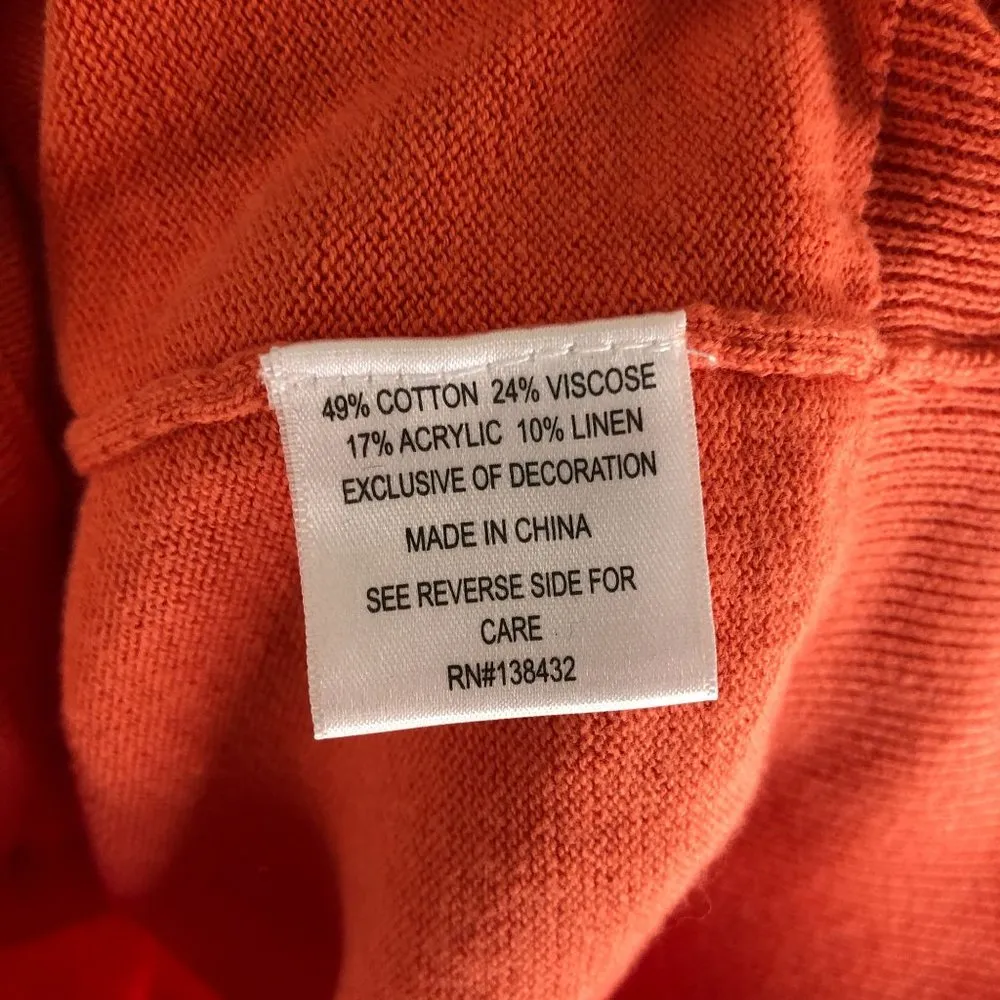 49% COTTON 24% VISCOSE
17% ACRYLIC 10% LINEN
EXCLUSIVE OF DECORATION
MADE IN CHINA
SEE REVERSE SIDE FOR
CARE
RN#138432